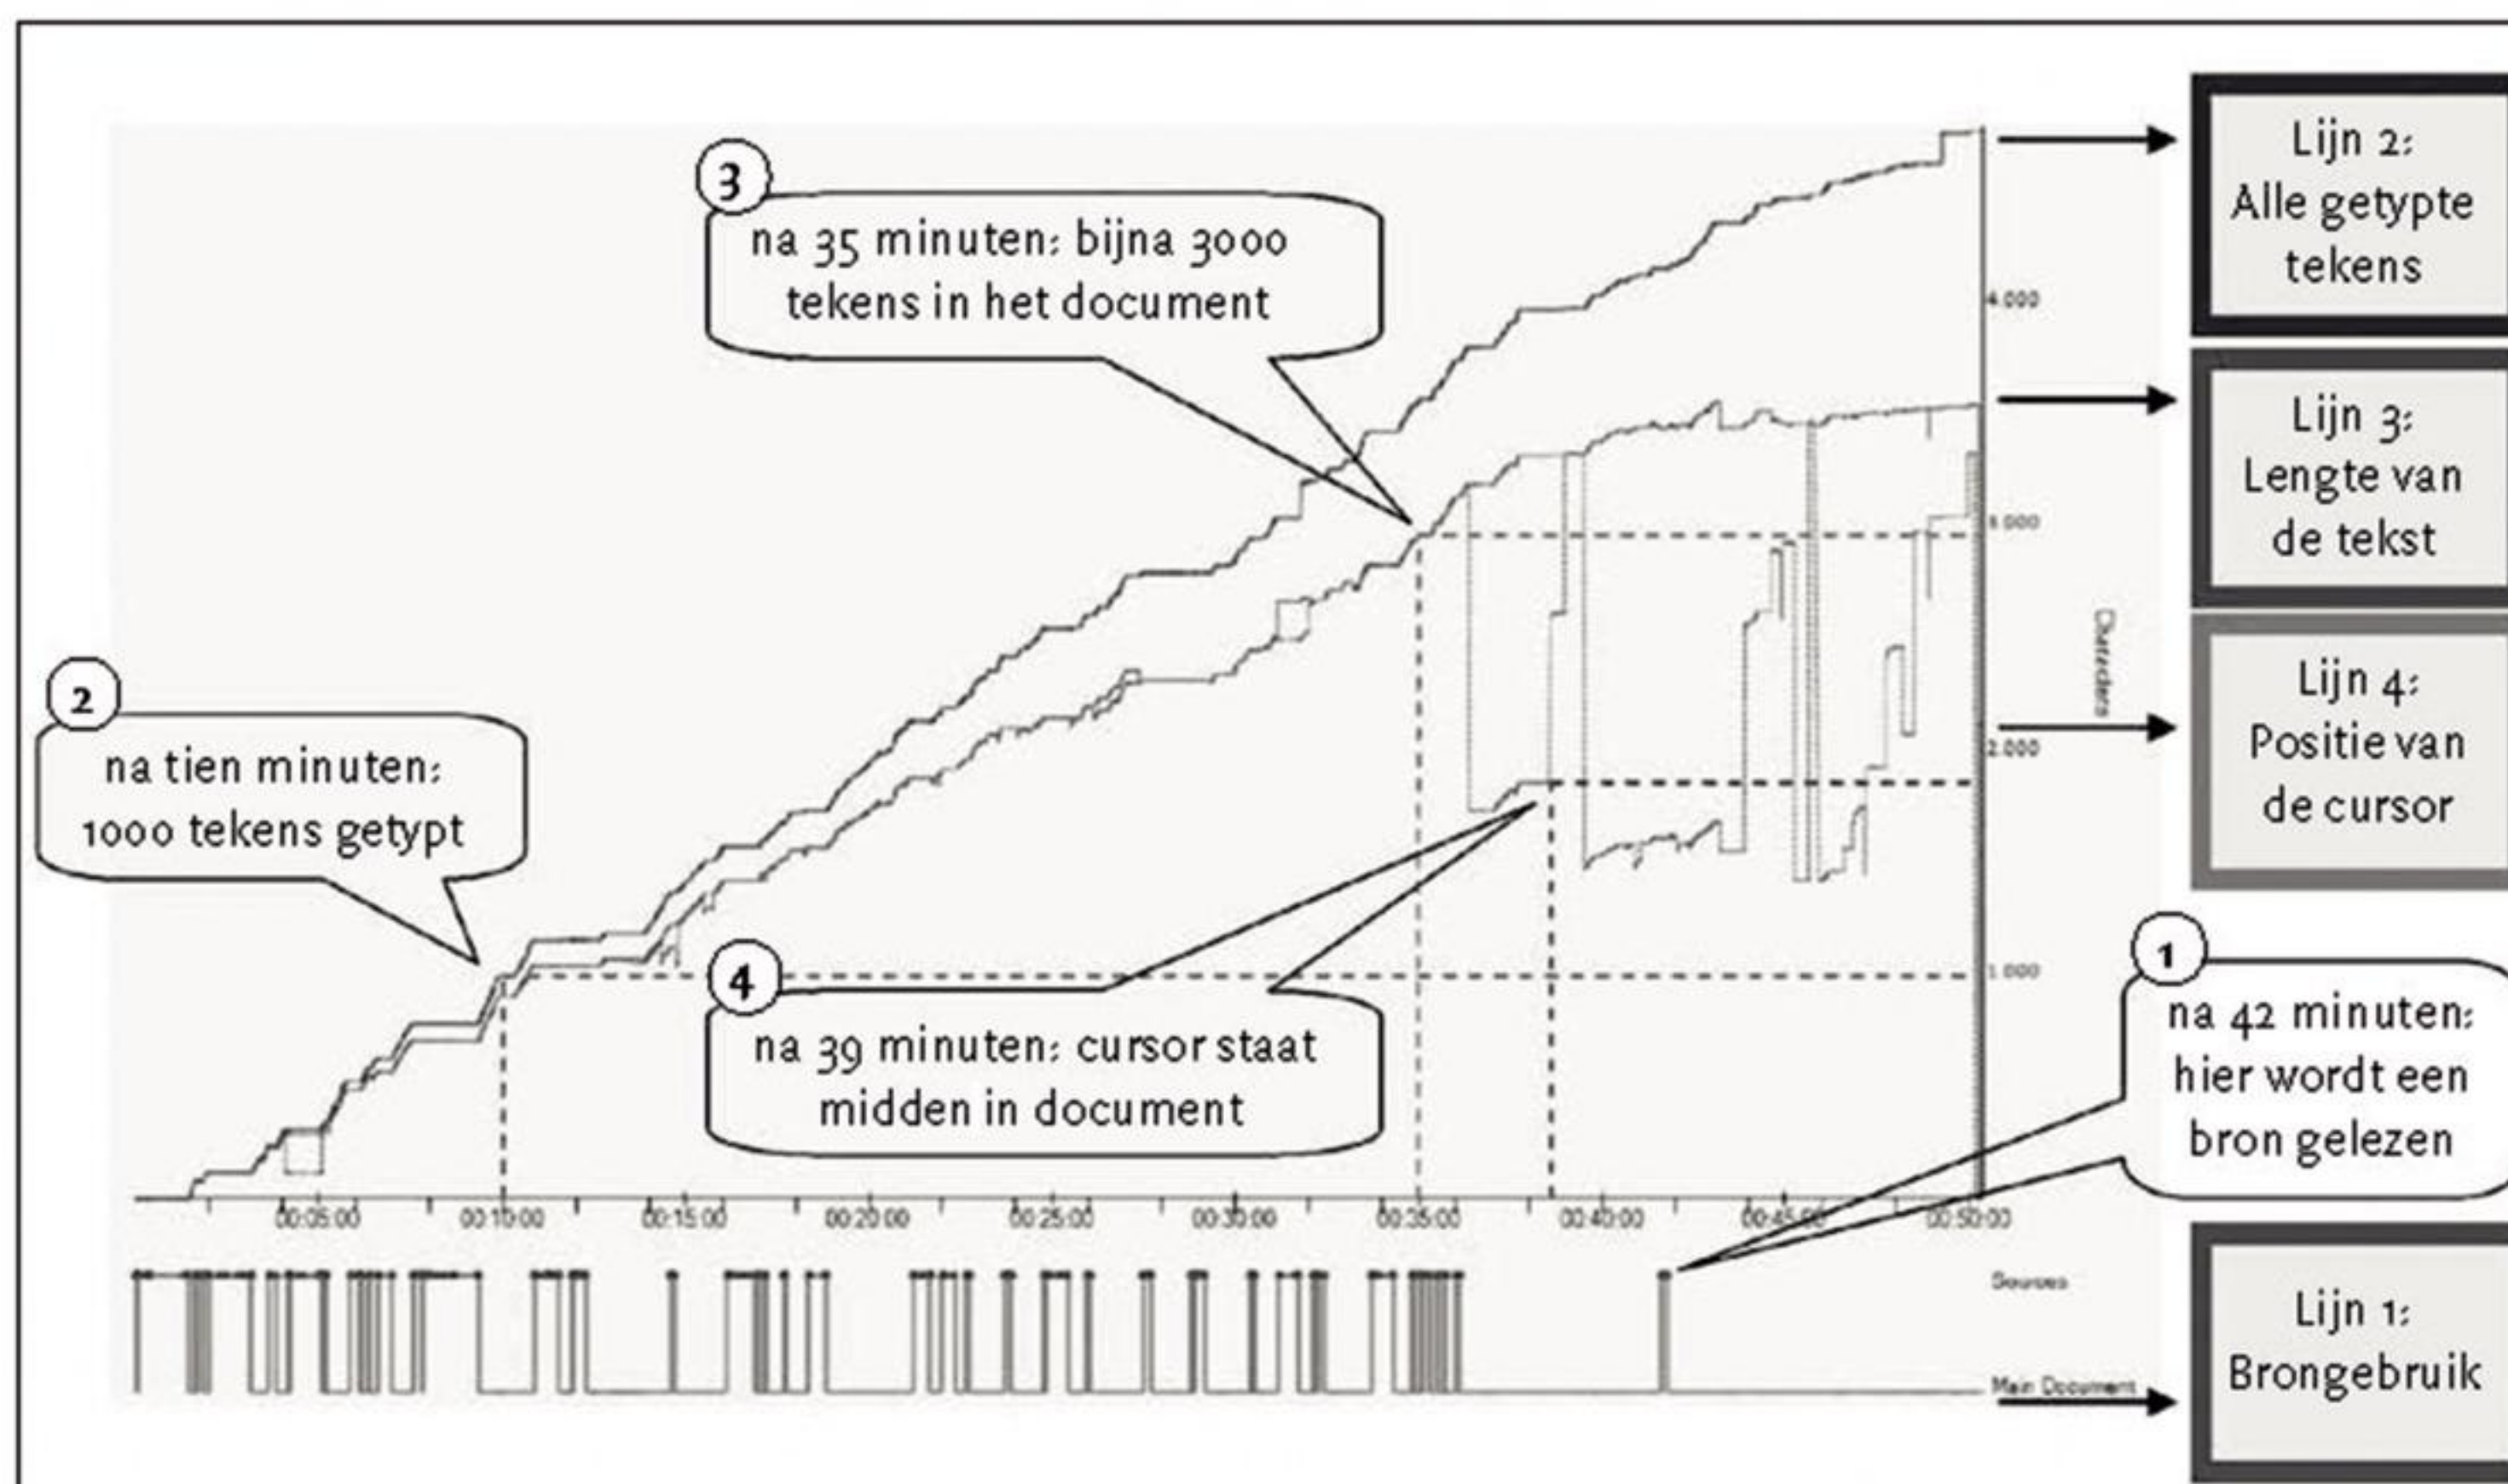 3
na 35 minuten: bijna 3000
tekens in het document
2
na tien minuten:
1000 tekens getypt
4
na 39 minuten: cursor staat
midden in document
1
na 42 minuten:
hier wordt een
bron gelezen
Lijn 2:
Alle getypte
tekens
Lijn 3:
Lengte van
de tekst
Lijn 4:
Positie van
de cursor
Lijn 1:
Brongebruik
4.000
3.000
2.000
1.000
Characters
00:05:00
00:10:00
00:15:00
00:20:00
00:25:00
00:30:00
00:35:00
00:40:00
00:45:00
00:50:00
Sources
Main Document